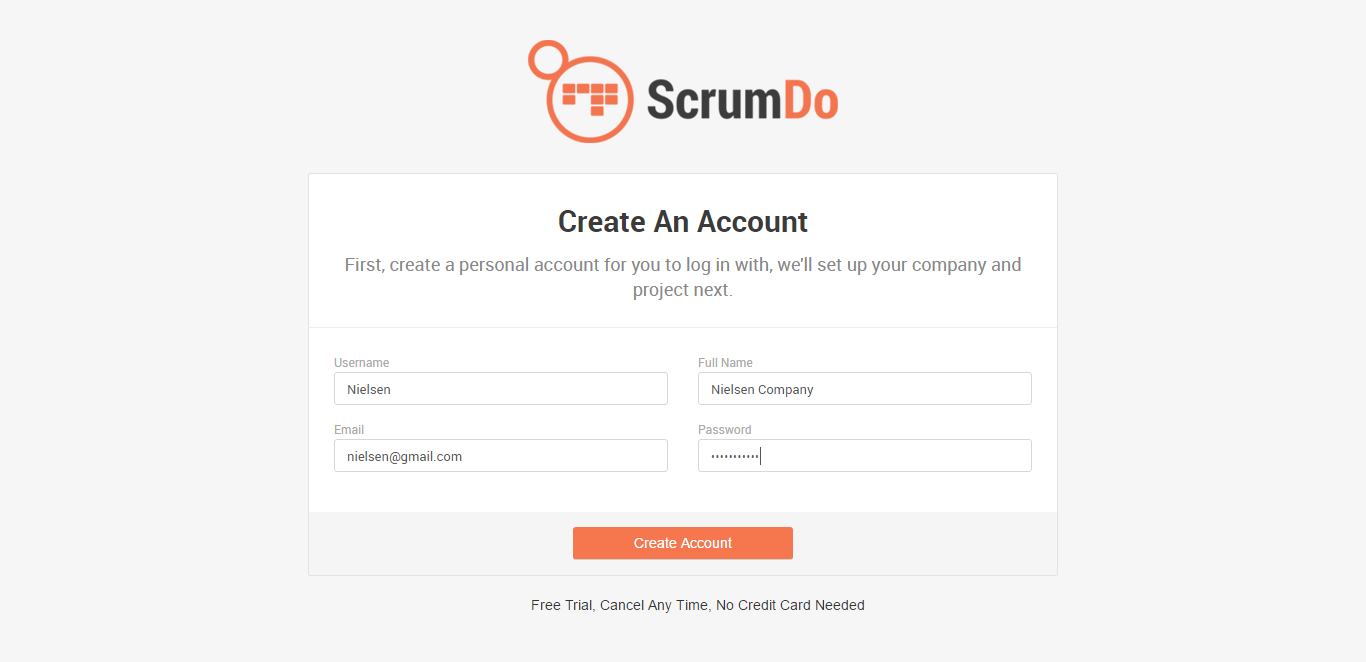 ScrumDo
Create An Account
First, create a personal account for you to log in with, we'll set up your company and
project next.
Username
Full Name
Nielsen
Nielsen Company
Email
Password
nielsen@gmail.com
•••••••••••
Create Account
Free Trial, Cancel Any Time, No Credit Card Needed